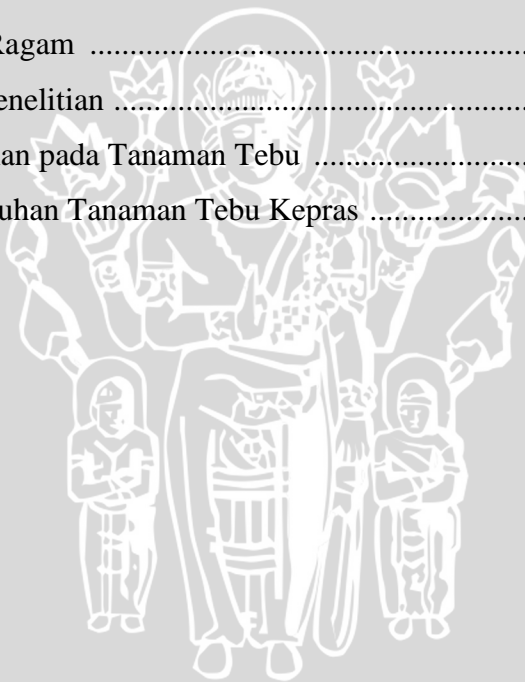 Ragam ......................................................
enelitian ...................................................
an pada Tanaman Tebu ..........................
uhan Tanaman Tebu Kepras ...................